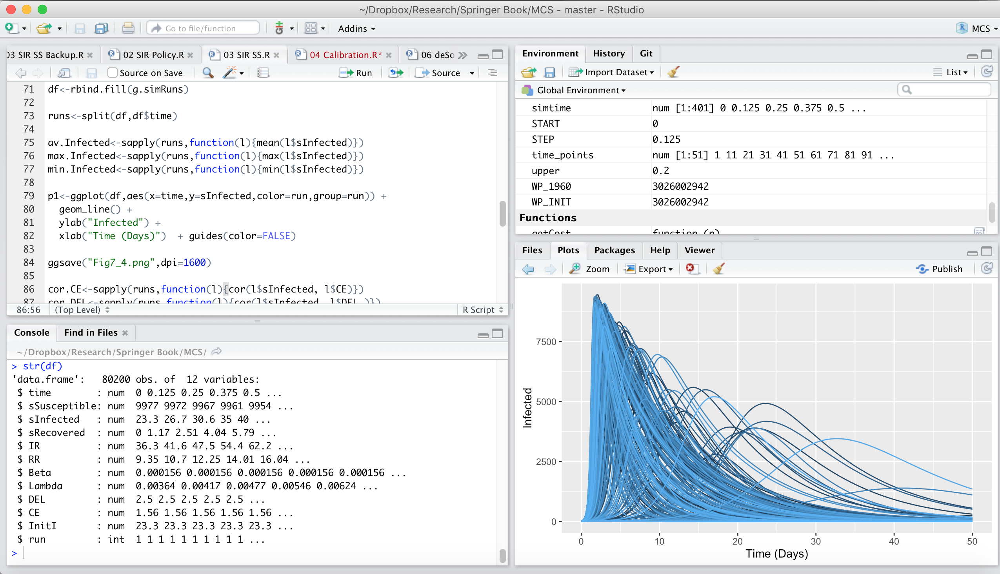 ~/Dropbox/Research/Springer Book/MCS - master - RStudio
Go to file/function
Addins
MCS
03 SIR SS Backup.R
02 SIR Policy.R
03 SIR SS.R
04 Calibration.R*
06 deSo
Source on Save
Run
Source
71 df<-rbind.fill(g.simRuns)
72
73 runs<-split(df,df$time)
74
75 av.Infected<-sapply(runs,function(l){mean(l$sInfected)})
76 max.Infected<-sapply(runs,function(l){max(l$sInfected)})
77 min.Infected<-sapply(runs,function(l){min(l$sInfected)})
78
79 p1<-ggplot(df,aes(x=time,y=sInfected,color=run,group=run)) +
80   geom_line() +
81   ylab("Infected") +
82   xlab("Time (Days)")  + guides(color=FALSE)
83
84 ggsave("Fig7_4.png",dpi=1600)
85
86 cor.CE<-sapply(runs,function(l){cor(l$sInfected, l$CE)})
87 cor.DEL<-sapply(runs,function(l){cor(l$sInfected, l$DEL )})
86:56 (Top Level) R Script
Console
Find in Files
~/Dropbox/Research/Springer Book/MCS/
> str(df)
'data.frame':   80200 obs. of  12 variables:
 $ time        : num  0 0.125 0.25 0.375 0.5 ...
 $ sSusceptible: num  9977 9972 9967 9961 9954 ...
 $ sInfected   : num  23.3 26.7 30.6 35 40 ...
 $ sRecovered  : num  0 1.17 2.51 4.04 5.79 ...
 $ IR          : num  36.3 41.6 47.5 54.4 62.2 ...
 $ RR          : num  9.35 10.7 12.25 14.01 16.04 ...
 $ Beta        : num  0.000156 0.000156 0.000156 0.000156 0.000156 ...
 $ Lambda      : num  0.00364 0.00417 0.00477 0.00546 0.00624 ...
 $ DEL         : num  2.5 2.5 2.5 2.5 2.5 ...
 $ CE          : num  1.56 1.56 1.56 1.56 1.56 ...
 $ InitI       : num  23.3 23.3 23.3 23.3 23.3 ...
 $ run         : int  1 1 1 1 1 1 1 1 1 1 ...
>
Environment
History
Git
Import Dataset
List
Global Environment
simtime num [1:401] 0 0.125 0.25 0.375 0.5 ...
START 0
STEP 0.125
time_points num [1:51] 1 11 21 31 41 51 61 71 81 91 ...
upper 0.2
WP_1960 3026002942
WP_INIT 3026002942
Functions
getCost function (p)
Files
Plots
Packages
Help
Viewer
Zoom
Export
Publish
Infected
7500
5000
2500
0
0 10 20 30 40 50
Time (Days)